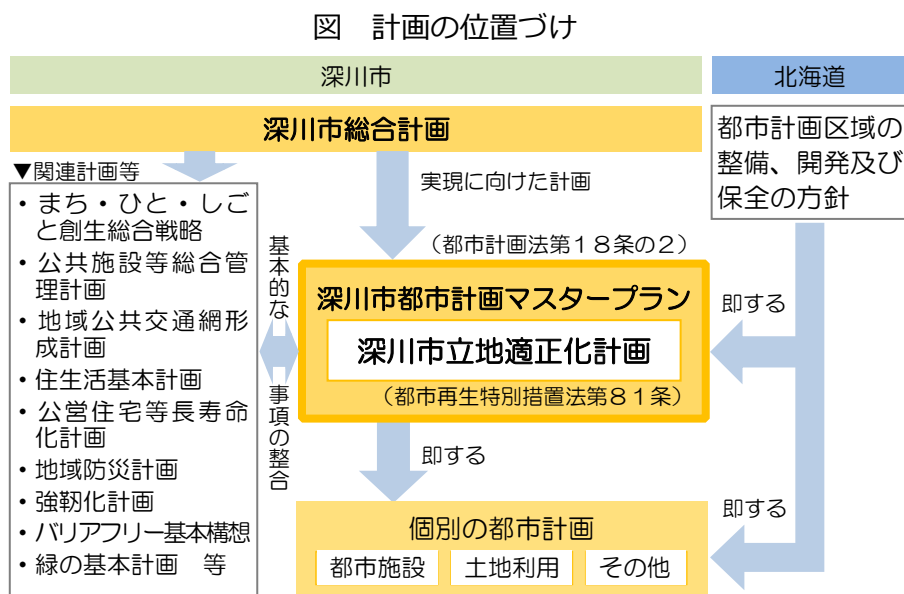 図　計画の位置づけ
深川市
北海道
深川市総合計画
都市計画区域の
整備、開発及び
保全の方針
▼関連計画等
・まち・ひと・しご
と創生総合戦略
・公共施設等総合管
理計画
・地域公共交通網形
成計画
・住生活基本計画
・公営住宅等長寿命
化計画
・地域防災計画
・強靭化計画
・バリアフリー基本構想
・緑の基本計画　等
実現に向けた計画
基本的な
事項の整合
（都市計画法第１８条の２）
深川市都市計画マスタープラン
深川市立地適正化計画
（都市再生特別措置法第８１条）
即する
即する
即する
個別の都市計画
都市施設
土地利用
その他